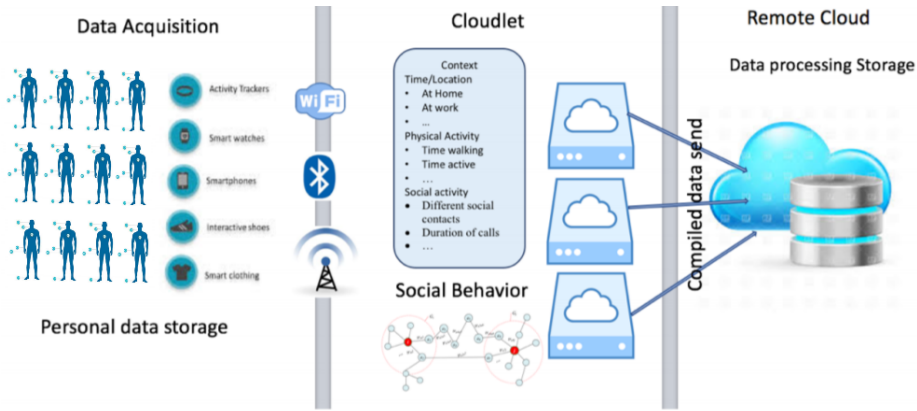 Data Acquisition
Activity Trackers
Smart watches
Smartphones
Interactive shoes
Smart clothing
Personal data storage
Wi Fi
Cloudlet
Context
Time/Location
• At Home
• At work
• ...
Physical Activity
• Time walking
• Time active
• ...
Social activity
• Different social
contacts
• Duration of calls
• ...
Social Behavior
Compiled data send
Remote Cloud
Data processing Storage